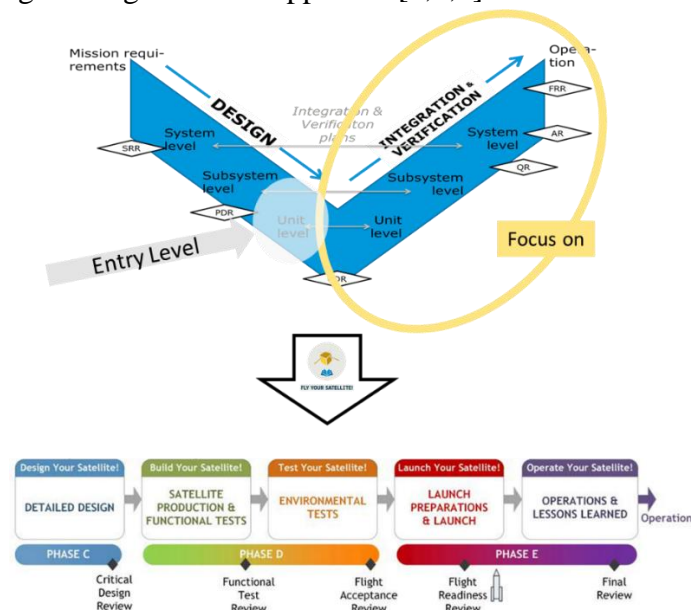 Mission requi-
rements
Opera-
tion
FRR
DESIGN
Integration &
Verification
plans
INTEGRATION &
VERIFICATION
System
level
System
level
AR
SRR
QR
Subsystem
level
Subsystem
level
PDR
Unit
level
Unit
level
Focus on
Entry Level
FLY YOUR SATELLITE!
Design Your Satellite!
Build Your Satellite!
Test Your Satellite!
Launch Your Satellite!
Operate Your Satellite!
DETAILED DESIGN
SATELLITE
PRODUCTION &
FUNCTIONAL TESTS
ENVIRONMENTAL
TESTS
LAUNCH
PREPARATIONS
& LAUNCH
OPERATIONS &
LESSONS LEARNED
Operation
PHASE C
PHASE D
PHASE E
Critical
Design
Review
Functional
Test
Review
Flight
Acceptance
Review
Flight
Readiness
Review
Final
Review